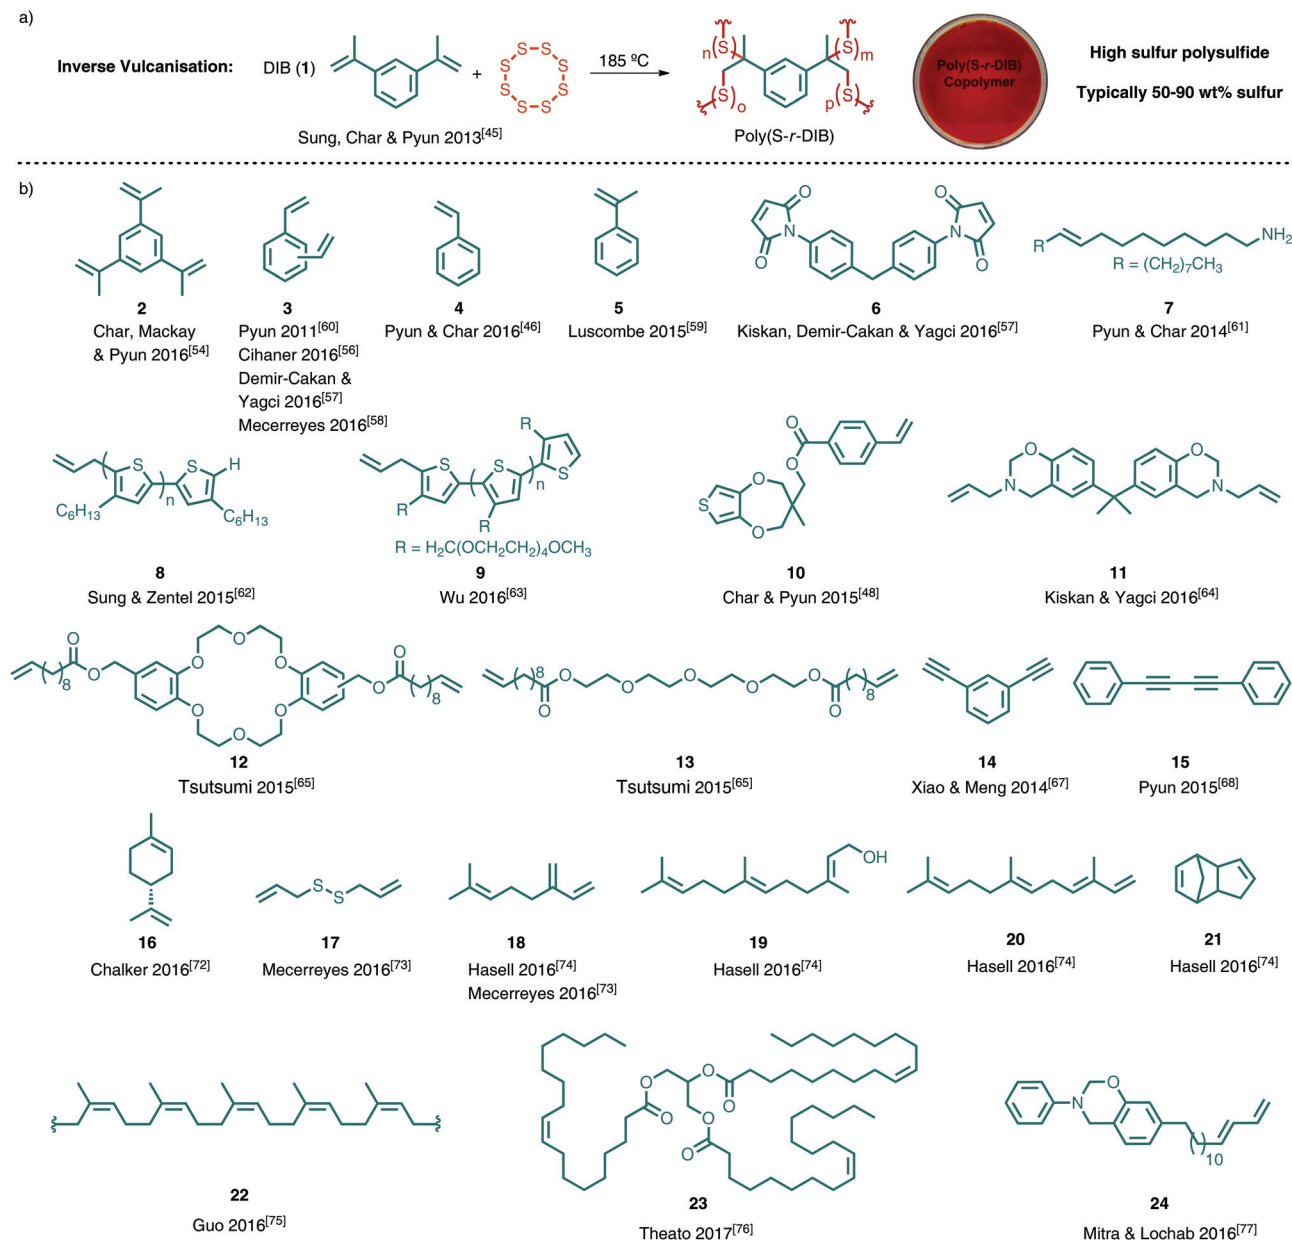 a)
Inverse Vulcanisation:
DIB (1)
+
S–S
S S
S S
S–S
185 ºC
n( S )
( S )m
( S )o
p( S )
Poly(S-r-DIB)
Poly(S-r-DIB)
Copolymer
High sulfur polysulfide
Typically 50-90 wt% sulfur
Sung, Char & Pyun 2013[45]
b)
2
Char, Mackay
& Pyun 2016[54]
3
Pyun 2011[60]
Cihaner 2016[56]
Demir-Cakan &
Yagci 2016[57]
Mecerreyes 2016[58]
4
Pyun & Char 2016[46]
5
Luscombe 2015[59]
O O
N N
O O
6
Kiskan, Demir-Cakan & Yagci 2016[57]
R NH2
R = (CH2)7CH3
7
Pyun & Char 2014[61]
S S H
n
C6H13 C6H13
8
Sung & Zentel 2015[62]
R
S S S
n
R R
R = H2C(OCH2CH2)4OCH3
9
Wu 2016[63]
O
O
O
S
O
10
Char & Pyun 2015[48]
O O
N N
11
Kiskan & Yagci 2016[64]
O O O
8 O O O O 8
O O
O
12
Tsutsumi 2015[65]
8 O O O O O 8
O O
13
Tsutsumi 2015[65]
14
Xiao & Meng 2014[67]
15
Pyun 2015[68]
16
Chalker 2016[72]
S
S
17
Mecerreyes 2016[73]
18
Hasell 2016[74]
Mecerreyes 2016[73]
OH
19
Hasell 2016[74]
20
Hasell 2016[74]
21
Hasell 2016[74]
22
Guo 2016[75]
O O
O O
O
O
23
Theato 2017[76]
O
N
10
24
Mitra & Lochab 2016[77]